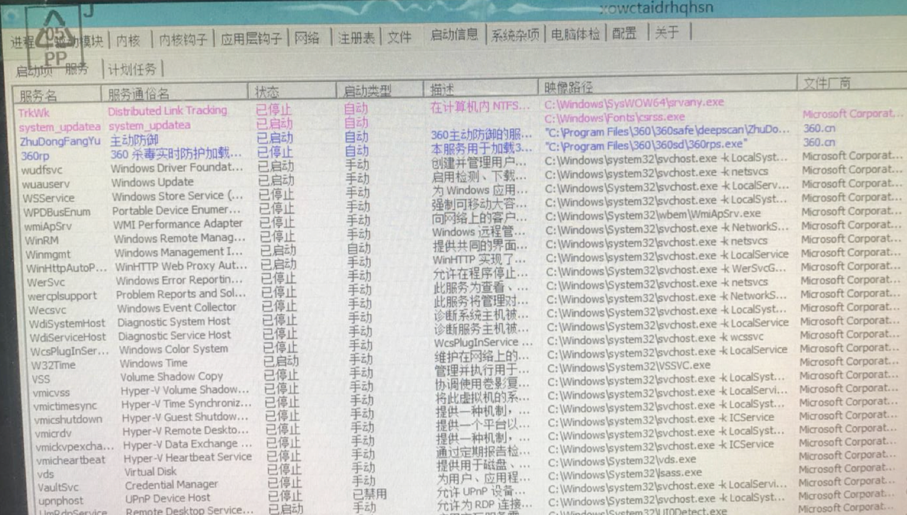 xowctaidrhqhsn
05
PP
内核 内核钩子 应用层钩子 网络 注册表 文件 启动信息 系统杂项 电脑体检 配置 关于
服务 计划任务
服务名 服务通俗名 状态 启动类型 描述 映像路径 文件厂商
TrkWk Distributed Link Tracking 已停止 自动 在计算机内 NTFS... C:\Windows\SysWOW64\srvany.exe
system_updatea system_updatea 已启动 自动 C:\Windows\Fonts\csrss.exe Microsoft Corporat...
ZhuDongFangYu 主动防御 已启动 自动 360主动防御的服... "C:\Program Files\360\360safe\deepscan\ZhuDo... 360.cn
360rp 360 杀毒实时防护加载... 已停止 自动 本服务用于加载3... "C:\Program Files\360\360sd\360rps.exe" 360.cn
wudfsvc Windows Driver Foundat... 已启动 手动 创建并管理用户... C:\Windows\system32\svchost.exe -k LocalSyst... Microsoft Corporat...
wuauserv Windows Update 已停止 手动 启用检测、下载... C:\Windows\system32\svchost.exe -k netsvcs Microsoft Corporat...
WSService Windows Store Service (... 已停止 手动 为 Windows 应用... C:\Windows\System32\svchost.exe -k LocalServ... Microsoft Corporat...
WPDBusEnum Portable Device Enumer... 已停止 手动 强制可移动大容... C:\Windows\system32\svchost.exe -k LocalSyst... Microsoft Corporat...
wmiApSrv WMI Performance Adapter 已停止 手动 向网络上的客户... C:\Windows\system32\wbem\WmiApSrv.exe Microsoft Corporat...
WinRM Windows Remote Manag... 已停止 手动 Windows 远程管... C:\Windows\System32\svchost.exe -k NetworkS... Microsoft Corporat...
Winmgmt Windows Management I... 已启动 自动 提供共同的界面... C:\Windows\system32\svchost.exe -k netsvcs Microsoft Corporat...
WinHttpAutoP... WinHTTP Web Proxy Aut... 已启动 手动 WinHTTP 实现了... C:\Windows\system32\svchost.exe -k LocalService Microsoft Corporat...
WerSvc Windows Error Reportin... 已停止 手动 允许在程序停止... C:\Windows\System32\svchost.exe -k WerSvcG... Microsoft Corporat...
wercplsupport Problem Reports and Sol... 已停止 手动 此服务为查看、... C:\Windows\System32\svchost.exe -k netsvcs Microsoft Corporat...
Wecsvc Windows Event Collector 已停止 手动 此服务将管理对... C:\Windows\system32\svchost.exe -k NetworkS... Microsoft Corporat...
WdiSystemHost Diagnostic System Host 已停止 手动 诊断系统主机被... C:\Windows\System32\svchost.exe -k LocalSyst... Microsoft Corporat...
WdiServiceHost Diagnostic Service Host 已停止 手动 诊断服务主机被... C:\Windows\System32\svchost.exe -k LocalService Microsoft Corporat...
WcsPlugInSer... Windows Color System 已停止 手动 WcsPlugInService ... C:\Windows\system32\svchost.exe -k wcssvc Microsoft Corporat...
W32Time Windows Time 已启动 手动 维护在网络上的... C:\Windows\system32\svchost.exe -k LocalService Microsoft Corporat...
VSS Volume Shadow Copy 已停止 手动 管理并执行用于... C:\Windows\system32\VSSVC.exe Microsoft Corporat...
vmicvss Hyper-V Volume Shadow... 已停止 手动 协调使用卷影复... C:\Windows\system32\svchost.exe -k LocalSyst... Microsoft Corporat...
vmictimesync Hyper-V Time Synchroniz... 已停止 手动 将此虚拟机的系... C:\Windows\system32\svchost.exe -k LocalServi... Microsoft Corporat...
vmicshutdown Hyper-V Guest Shutdow... 已停止 手动 提供一种机制，... C:\Windows\system32\svchost.exe -k LocalSyst... Microsoft Corporat...
vmicrdv Hyper-V Remote Deskto... 已停止 手动 提供一个平台以... C:\Windows\system32\svchost.exe -k ICService Microsoft Corporat...
vmickvpexcha... Hyper-V Data Exchange ... 已停止 手动 提供一种机制，... C:\Windows\system32\svchost.exe -k LocalSyst... Microsoft Corporat...
vmicheartbeat Hyper-V Heartbeat Service 已停止 手动 通过定期报告检... C:\Windows\system32\svchost.exe -k ICService Microsoft Corporat...
vds Virtual Disk 已停止 手动 提供用于磁盘、... C:\Windows\System32\vds.exe Microsoft Corporat...
VaultSvc Credential Manager 已停止 手动 为用户、应用程... C:\Windows\system32\lsass.exe Microsoft Corporat...
upnphost UPnP Device Host 已停止 已禁用 允许 UPnP 设备... C:\Windows\system32\svchost.exe -k LocalServi... Microsoft Corporat...
UmRdpService Remote Desktop Service... 已启动 手动 允许为 RDP 连接... C:\Windows\System32\svchost.exe -k LocalSyst... Microsoft Corporat...
C:\Windows\system32\UI0Detect.exe